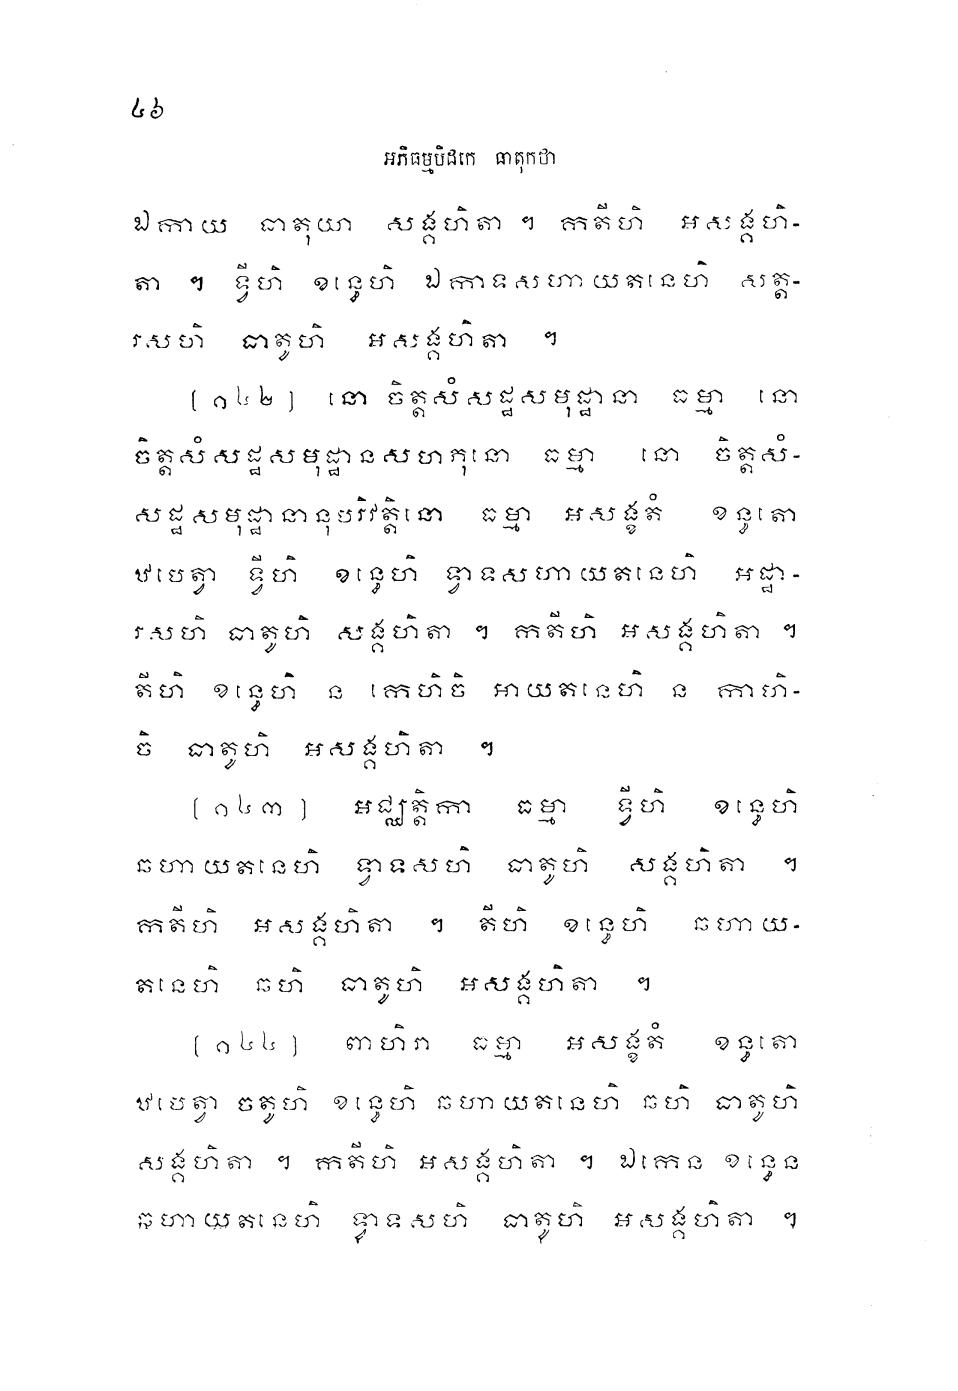 ៤៦
អភិធម្មបិដកេ ធាតុកថា
ឯកាយ ធាតុយា សង្គហិតា ។ កតីហិ អសង្គហិ-
តា ។ ទ្វីហិ ខន្ធេហិ ឯកាទសហាយតនេហិ សត្ត-
រសហិ ធាតូហិ អសង្គហិតា ។
[១៤២] នោ ចិត្តសំសដ្ឋសមុដ្ឋានា ធម្មា នោ
ចិត្តសំសដ្ឋសមុដ្ឋានសហភុនោ ធម្មា នោ ចិត្តសំ-
សដ្ឋសមុដ្ឋានានុបរិវត្តិនោ ធម្មា អសង្ខតំ ខន្ធតោ
ឋបេត្វា ទ្វីហិ ខន្ធេហិ ទ្វាទសហាយតនេហិ អដ្ឋា-
រសហិ ធាតូហិ សង្គហិតា ។ កតីហិ អសង្គហិតា ។
តីហិ ខន្ធេហិ ន កេហិចិ អាយតនេហិ ន កាហិ-
ចិ ធាតូហិ អសង្គហិតា ។
[១៤៣] អជ្ឈត្តិកា ធម្មា ទ្វីហិ ខន្ធេហិ
ឆហាយតនេហិ ទ្វាទសហិ ធាតូហិ សង្គហិតា ។
កតីហិ អសង្គហិតា ។ តីហិ ខន្ធេហិ ឆហាយ-
តនេហិ ឆហិ ធាតូហិ អសង្គហិតា ។
[១៤៤] ពាហិរា ធម្មា អសង្ខតំ ខន្ធតោ
ឋបេត្វា ចតូហិ ខន្ធេហិ ឆហាយតនេហិ ឆហិ ធាតូហិ
សង្គហិតា ។ កតីហិ អសង្គហិតា ។ ឯកេន ខន្ធេន
ឆហាយតនេហិ ទ្វាទសហិ ធាតូហិ អសង្គហិតា ។